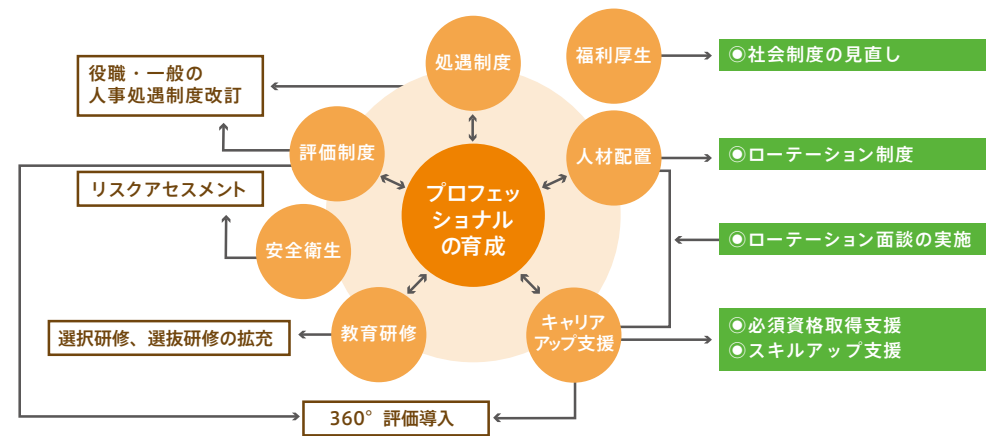 処遇制度
福利厚生
◉社会制度の見直し
役職・一般の
人事処遇制度改訂
評価制度
人材配置
◉ローテーション制度
プロフェッ
ショナル
の育成
リスクアセスメント
安全衛生
◉ローテーション面談の実施
教育研修
キャリア
アップ支援
選択研修、選抜研修の拡充
◉必須資格取得支援
◉スキルアップ支援
360°評価導入